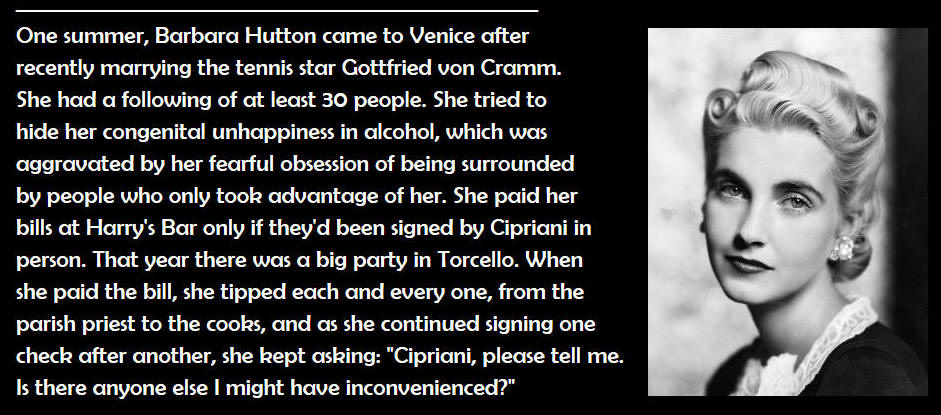 One summer, Barbara Hutton came to Venice after
recently marrying the tennis star Gottfried von Cramm.
She had a following of at least 30 people. She tried to
hide her congenital unhappiness in alcohol, which was
aggravated by her fearful obsession of being surrounded
by people who only took advantage of her. She paid her
bills at Harry's Bar only if they'd been signed by Cipriani in
person. That year there was a big party in Torcello. When
she paid the bill, she tipped each and every one, from the
parish priest to the cooks, and as she continued signing one
check after another, she kept asking: "Cipriani, please tell me.
Is there anyone else I might have inconvenienced?"